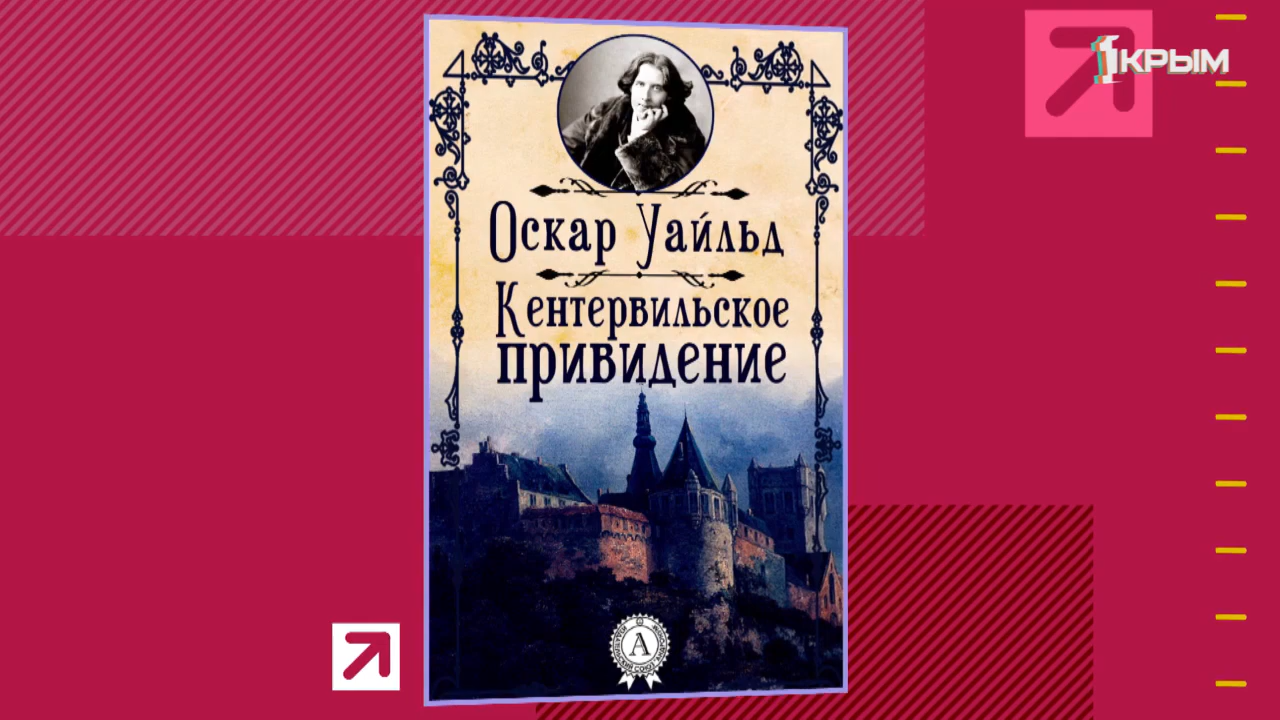 1КРЫМ
Оскар Уайльд
Кентервильское
привидение
А